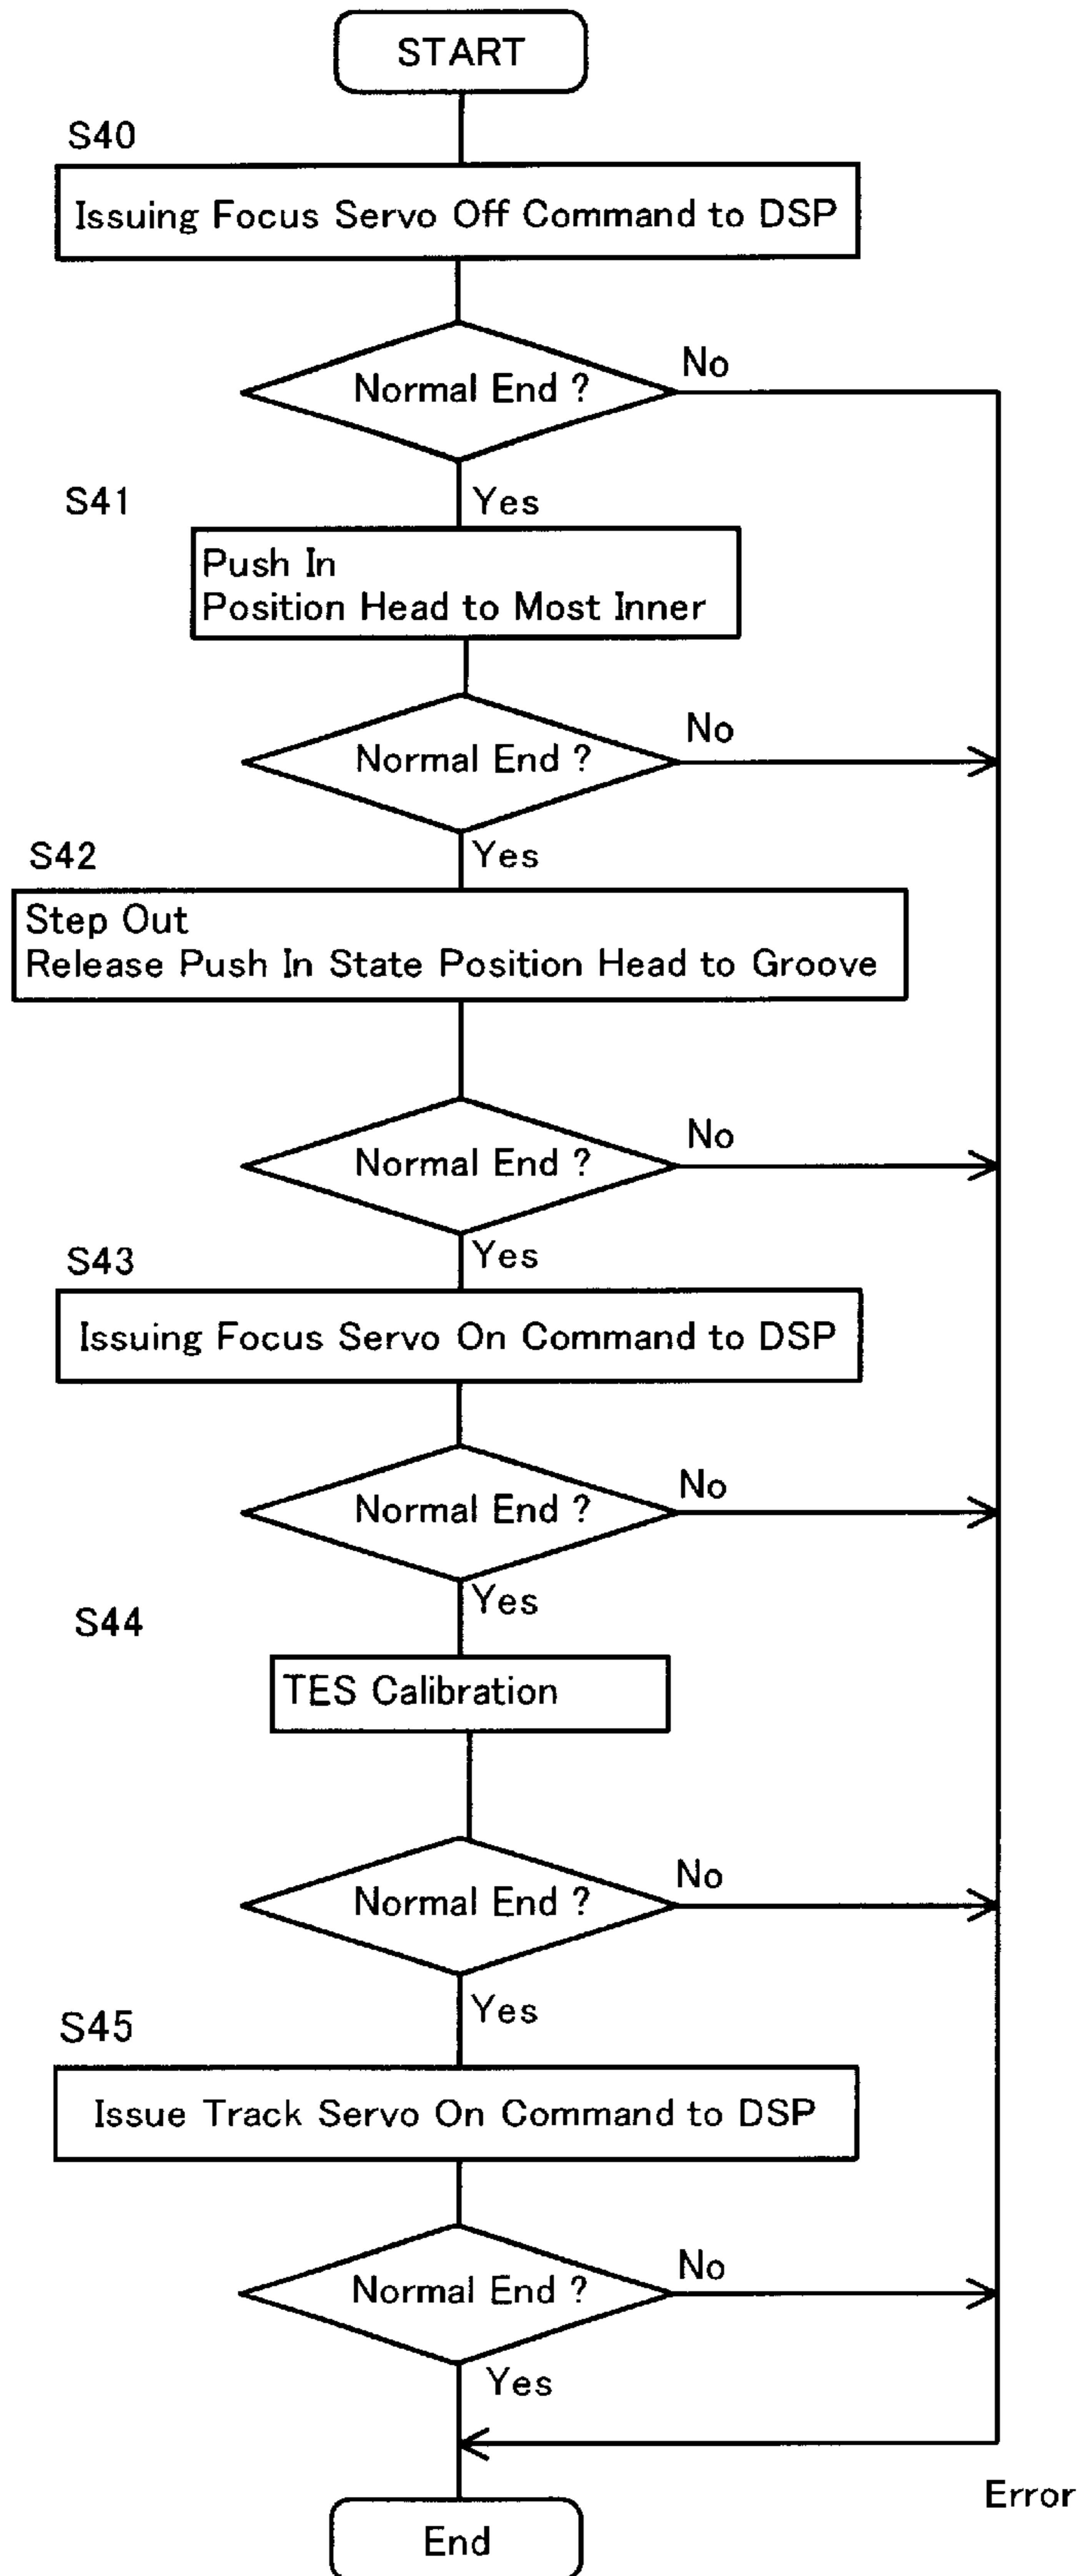 START
S40
Issuing Focus Servo Off Command to DSP
Normal End ?
No
Yes
S41
Push In
Position Head to Most Inner
Normal End ?
No
Yes
S42
Step Out
Release Push In State Position Head to Groove
Normal End ?
No
Yes
S43
Issuing Focus Servo On Command to DSP
Normal End ?
No
Yes
S44
TES Calibration
Normal End ?
No
Yes
S45
Issue Track Servo On Command to DSP
Normal End ?
No
Yes
Error
End